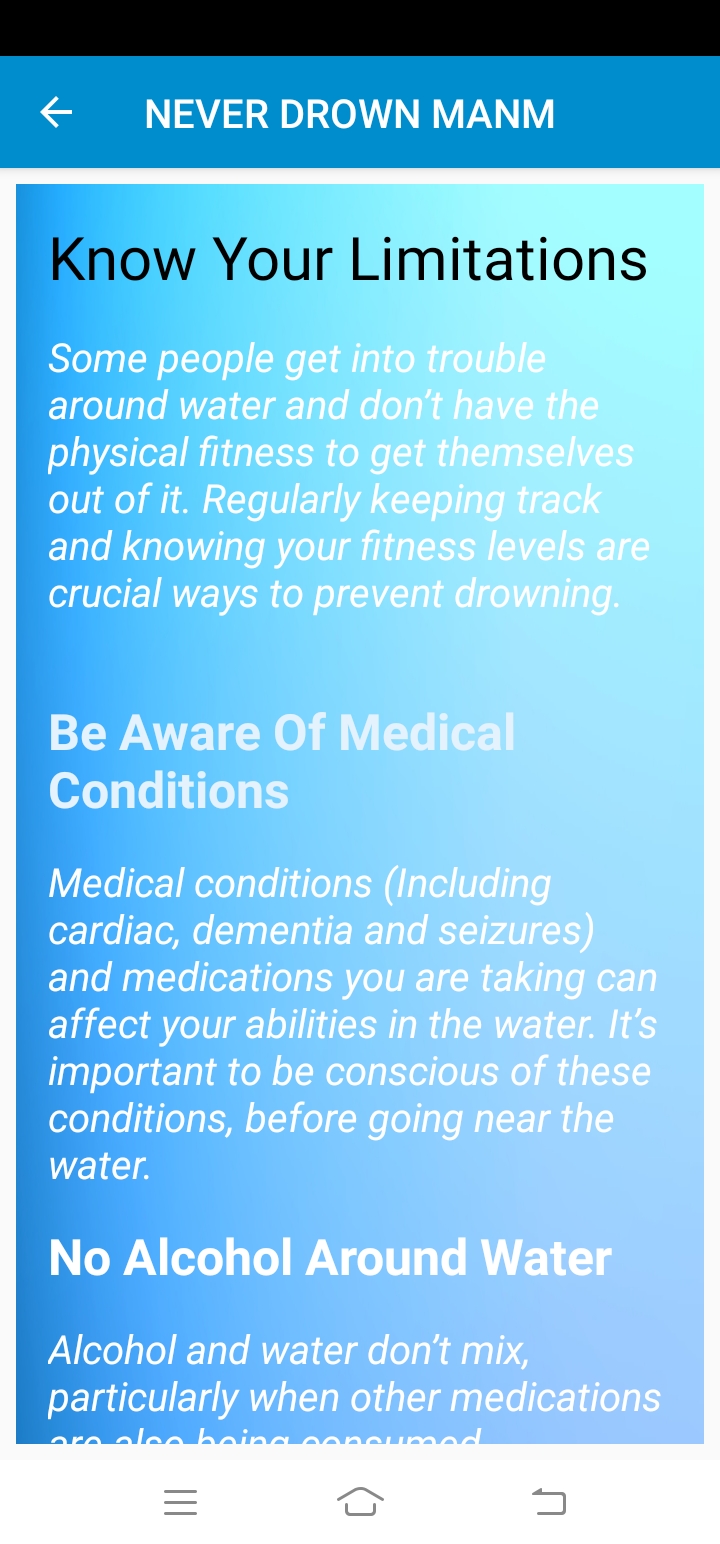 NEVER DROWN MANM
Know Your Limitations
Some people get into trouble
around water and don’t have the
physical fitness to get themselves
out of it. Regularly keeping track
and knowing your fitness levels are
crucial ways to prevent drowning.
Be Aware Of Medical
Conditions
Medical conditions (Including
cardiac, dementia and seizures)
and medications you are taking can
affect your abilities in the water. It’s
important to be conscious of these
conditions, before going near the
water.
No Alcohol Around Water
Alcohol and water don’t mix,
particularly when other medications
are also being consumed